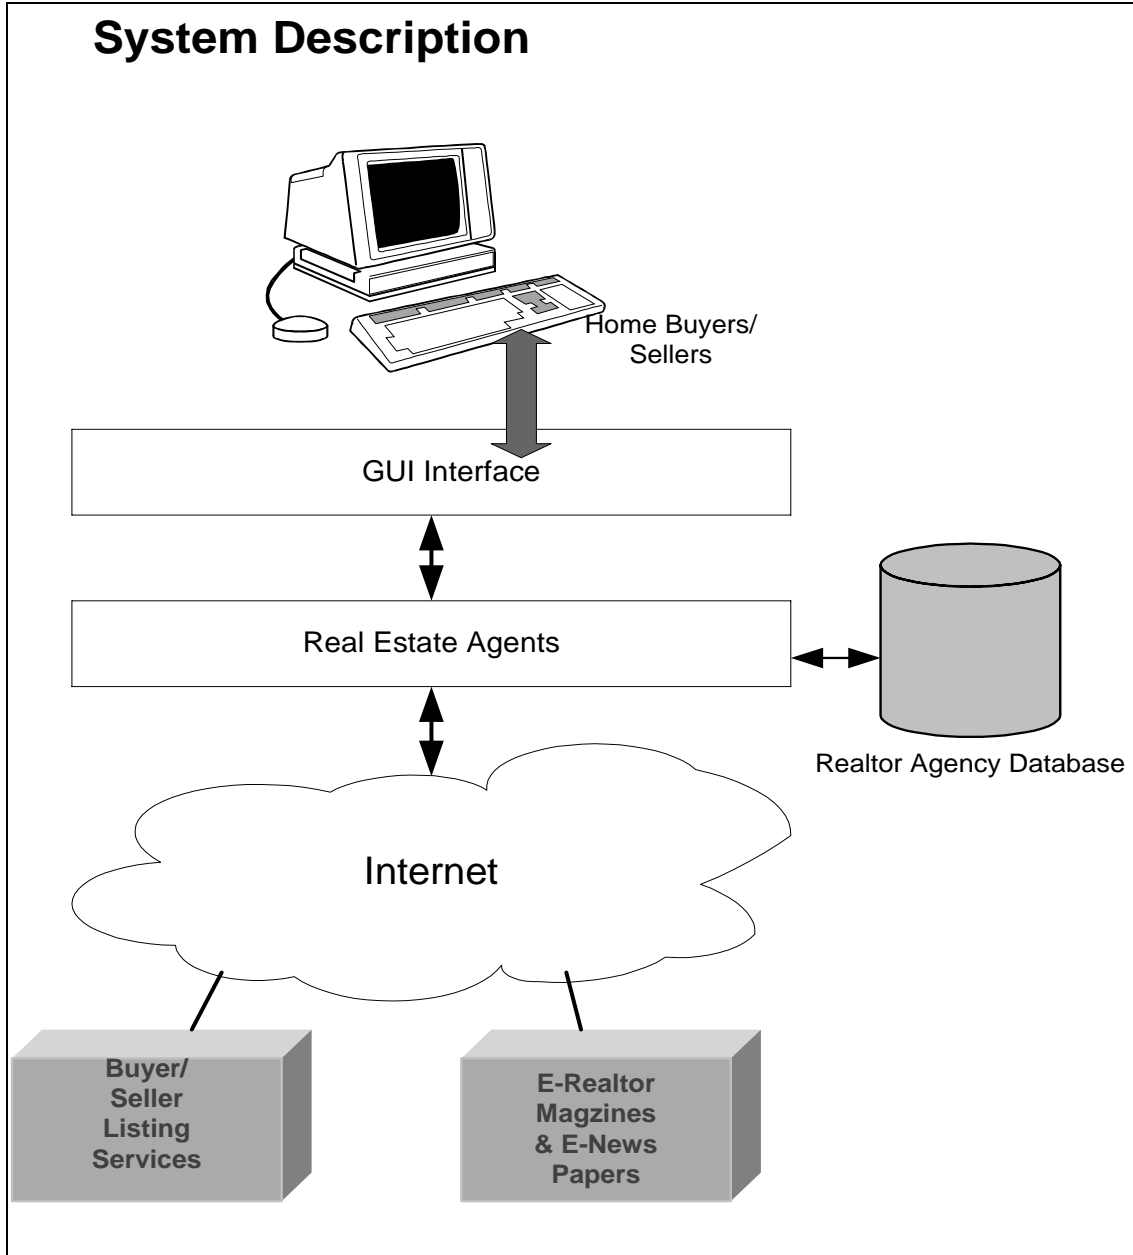 System Description
Home Buyers/
Sellers
GUI Interface
Real Estate Agents
Realtor Agency Database
Internet
Buyer/
Seller
Listing
Services
E-Realtor
Magzines
& E-News
Papers